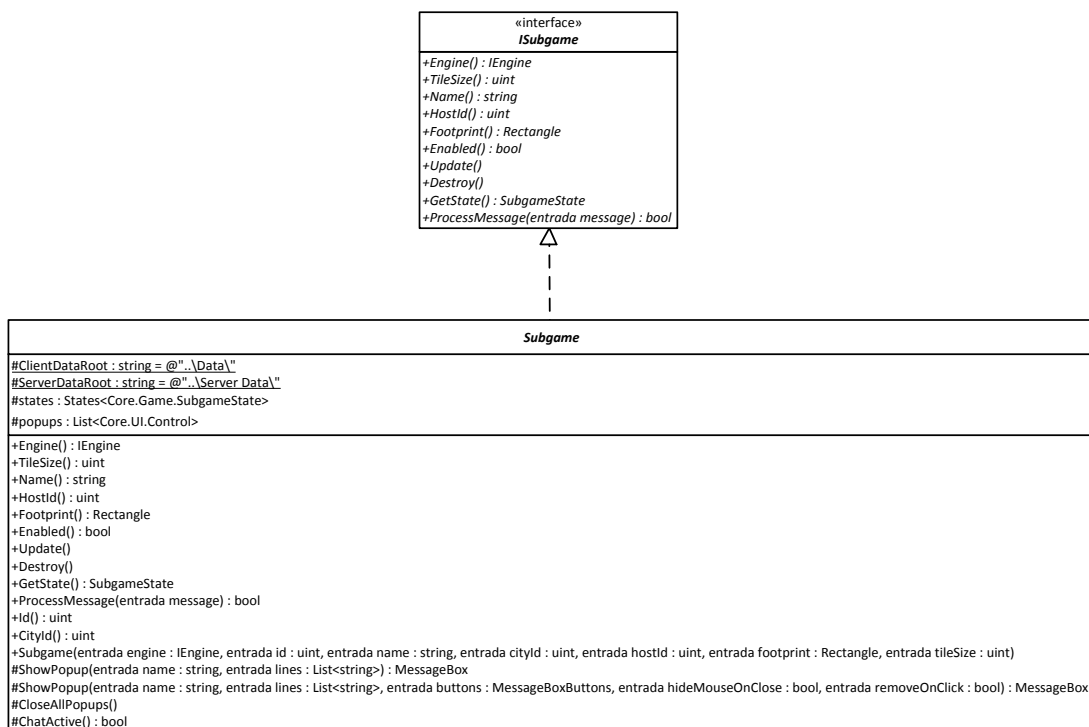 «interface»
ISubgame
+Engine() : IEngine
+TileSize() : uint
+Name() : string
+HostId() : uint
+Footprint() : Rectangle
+Enabled() : bool
+Update()
+Destroy()
+GetState() : SubgameState
+ProcessMessage(entrada message) : bool
Subgame
#ClientDataRoot : string = @"..\Data\"
#ServerDataRoot : string = @"..\Server Data\"
#states : States<Core.Game.SubgameState>
#popups : List<Core.UI.Control>
+Engine() : IEngine
+TileSize() : uint
+Name() : string
+HostId() : uint
+Footprint() : Rectangle
+Enabled() : bool
+Update()
+Destroy()
+GetState() : SubgameState
+ProcessMessage(entrada message) : bool
+Id() : uint
+CityId() : uint
+Subgame(entrada engine : IEngine, entrada id : uint, entrada name : string, entrada cityId : uint, entrada hostId : uint, entrada footprint : Rectangle, entrada tileSize : uint)
#ShowPopup(entrada name : string, entrada lines : List<string>) : MessageBox
#ShowPopup(entrada name : string, entrada lines : List<string>, entrada buttons : MessageBoxButtons, entrada hideMouseOnClose : bool, entrada removeOnClick : bool) : MessageBox
#CloseAllPopups()
#ChatActive() : bool